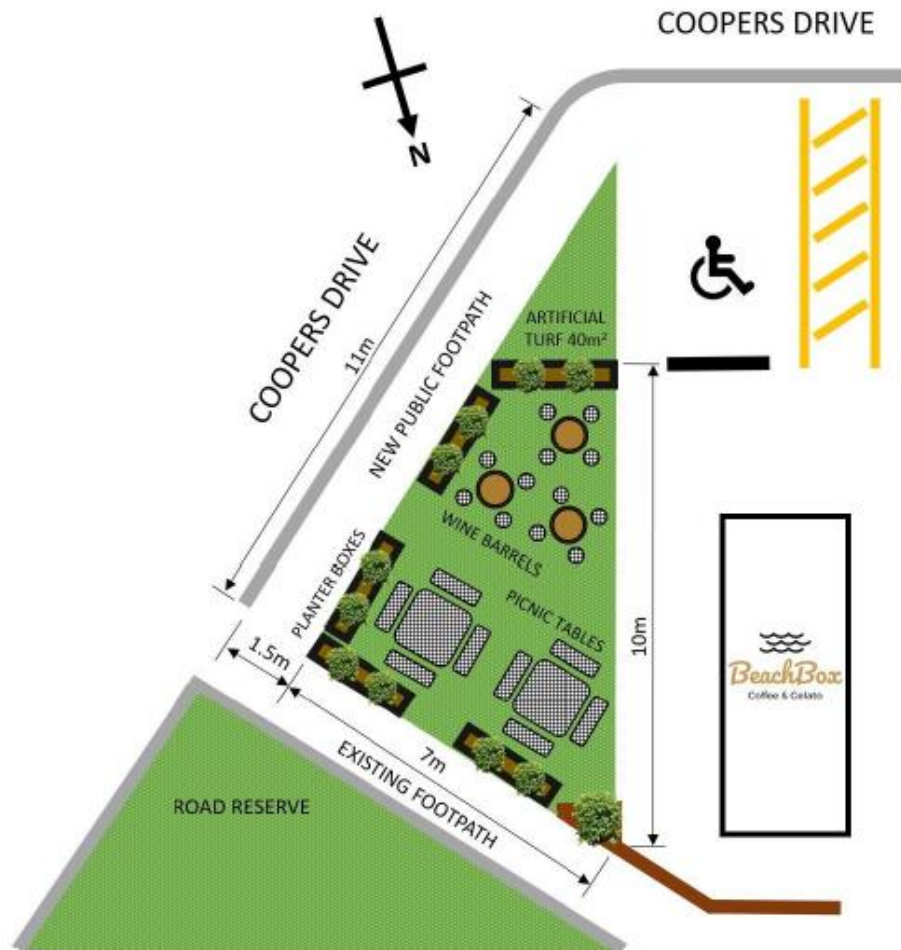 COOPERS DRIVE
N
COOPERS DRIVE
11m
NEW PUBLIC FOOTPATH
ARTIFICIAL
TURF 40m²
WINE BARRELS
PLANTER BOXES
PICNIC TABLES
10m
BeachBox
Coffee & Gelato
1.5m
7m
EXISTING FOOTPATH
ROAD RESERVE